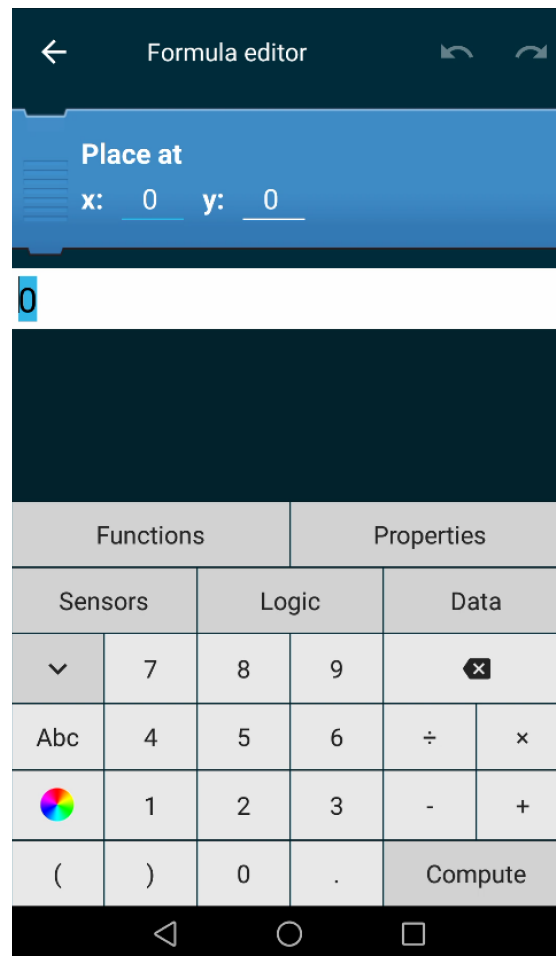 Formula editor
Place at
x: 0 y: 0
0
Functions Properties
Sensors Logic Data
7 8 9
Abc 4 5 6 ÷ ×
1 2 3 - +
( ) 0 . Compute